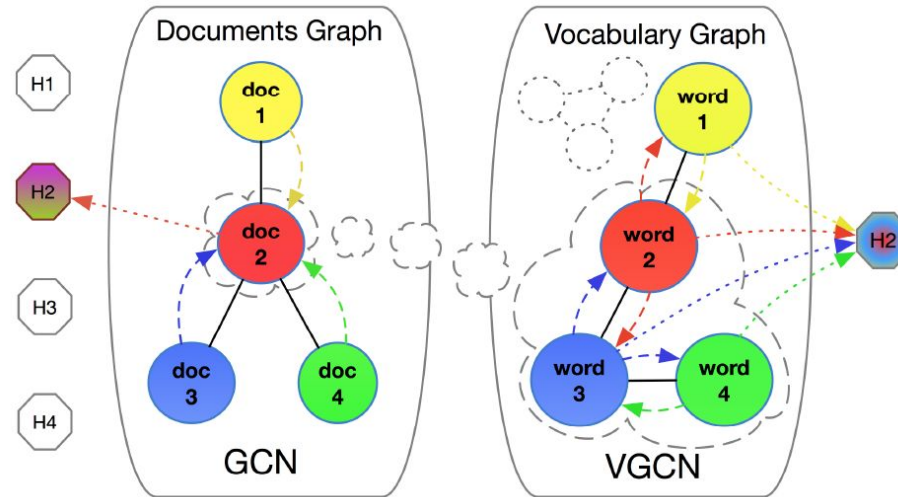 Documents Graph
Vocabulary Graph
H1
doc
1
word
1
H2
doc
2
word
2
H2
H3
doc
3
doc
4
word
3
word
4
H4
GCN
VGCN